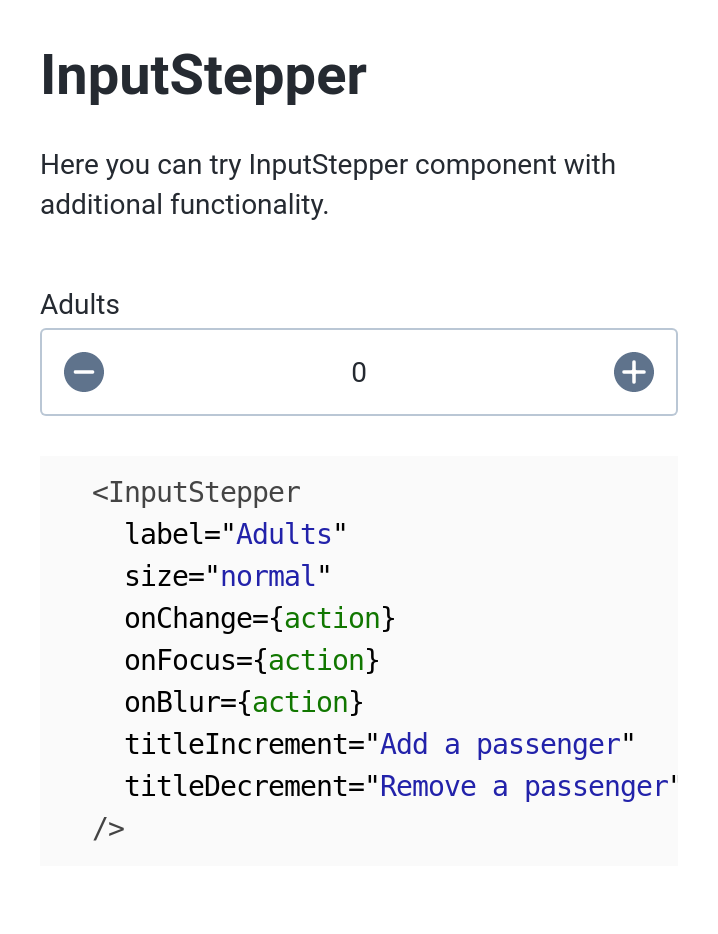 InputStepper
Here you can try InputStepper component with
additional functionality.
Adults
0
<InputStepper
  label="Adults"
  size="normal"
  onChange={action}
  onFocus={action}
  onBlur={action}
  titleIncrement="Add a passenger"
  titleDecrement="Remove a passenger"
/>